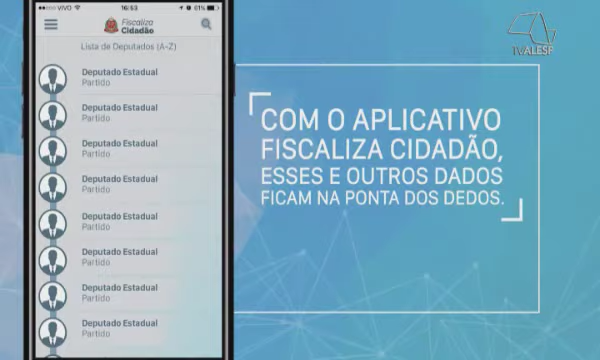 VIVO 16:53 61%
Fiscaliza
Cidadão
Lista de Deputados (A-Z)
Deputado Estadual
Partido
Deputado Estadual
Partido
Deputado Estadual
Partido
Deputado Estadual
Partido
Deputado Estadual
Partido
Deputado Estadual
Partido
Deputado Estadual
Partido
Deputado Estadual
Partido
TVALESP
COM O APLICATIVO
FISCALIZA CIDADÃO,
ESSES E OUTROS DADOS
FICAM NA PONTA DOS DEDOS.